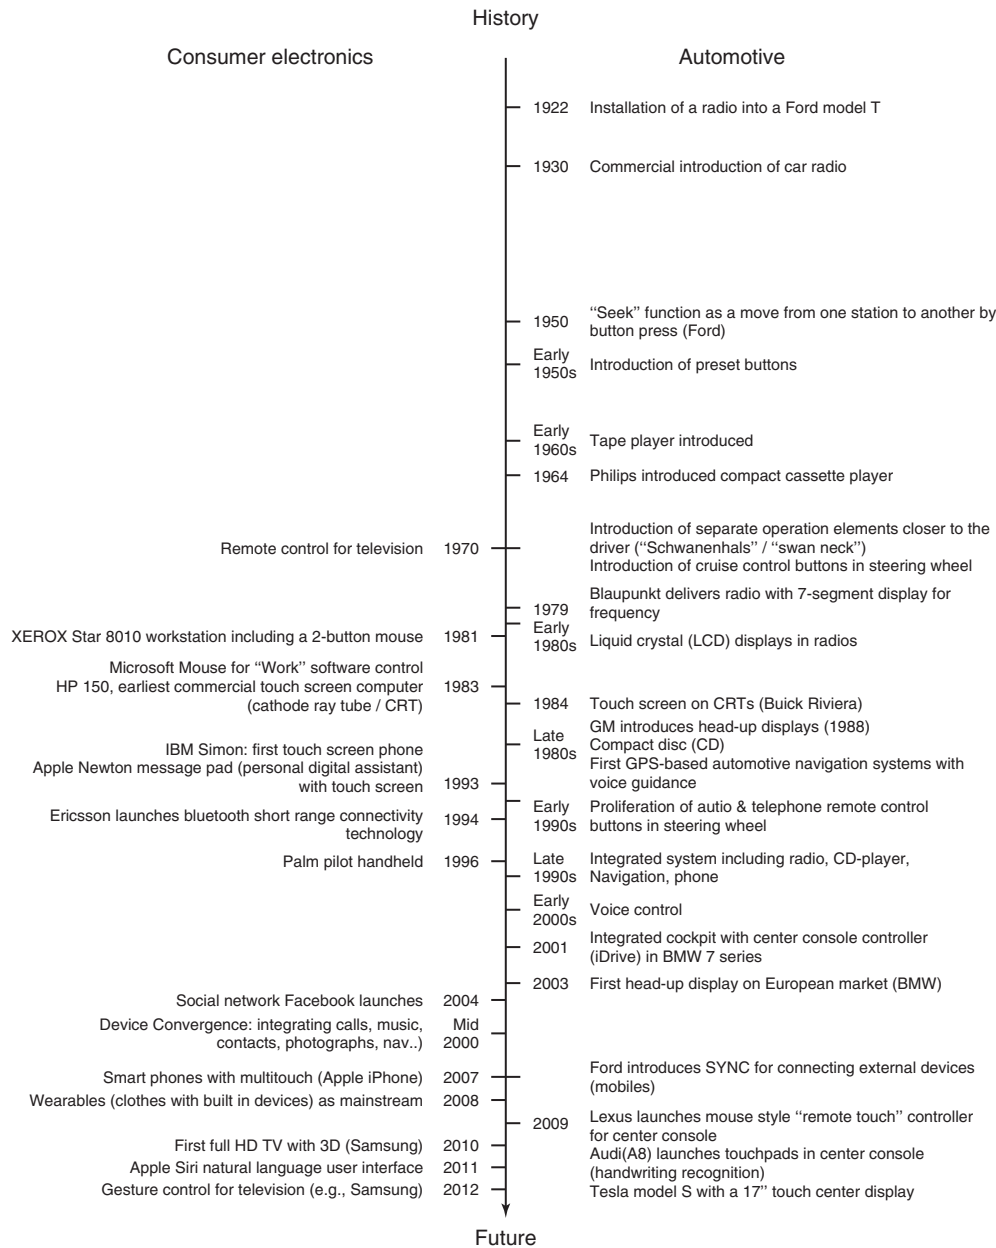 History
Consumer electronics
Automotive
1922 Installation of a radio into a Ford model T
1930 Commercial introduction of car radio
1950 ‘‘Seek’’ function as a move from one station to another by
button press (Ford)
Early
1950s
Introduction of preset buttons
Early
1960s
Tape player introduced
1964 Philips introduced compact cassette player
Remote control for television 1970
Introduction of separate operation elements closer to the
driver (‘‘Schwanenhals’’ / ‘‘swan neck’’)
Introduction of cruise control buttons in steering wheel
1979
Blaupunkt delivers radio with 7-segment display for
frequency
XEROX Star 8010 workstation including a 2-button mouse 1981
Early
1980s
Liquid crystal (LCD) displays in radios
Microsoft Mouse for ‘‘Work’’ software control
HP 150, earliest commercial touch screen computer
(cathode ray tube / CRT)
1983
1984 Touch screen on CRTs (Buick Riviera)
Late
1980s
GM introduces head-up displays (1988)
Compact disc (CD)
First GPS-based automotive navigation systems with
voice guidance
IBM Simon: first touch screen phone
Apple Newton message pad (personal digital assistant)
with touch screen
1993
Early
1990s
Proliferation of autio & telephone remote control
buttons in steering wheel
Ericsson launches bluetooth short range connectivity
technology
1994
Palm pilot handheld 1996
Late
1990s
Integrated system including radio, CD-player,
Navigation, phone
Early
2000s
Voice control
2001
Integrated cockpit with center console controller
(iDrive) in BMW 7 series
2003 First head-up display on European market (BMW)
Social network Facebook launches 2004
Device Convergence: integrating calls, music,
contacts, photographs, nav..)
Mid
2000
Smart phones with multitouch (Apple iPhone) 2007
Ford introduces SYNC for connecting external devices
(mobiles)
Wearables (clothes with built in devices) as mainstream 2008
2009 Lexus launches mouse style ‘‘remote touch’’ controller
for center console
First full HD TV with 3D (Samsung) 2010
Audi(A8) launches touchpads in center console
(handwriting recognition)
Apple Siri natural language user interface 2011
Gesture control for television (e.g., Samsung) 2012
Tesla model S with a 17’’ touch center display
Future